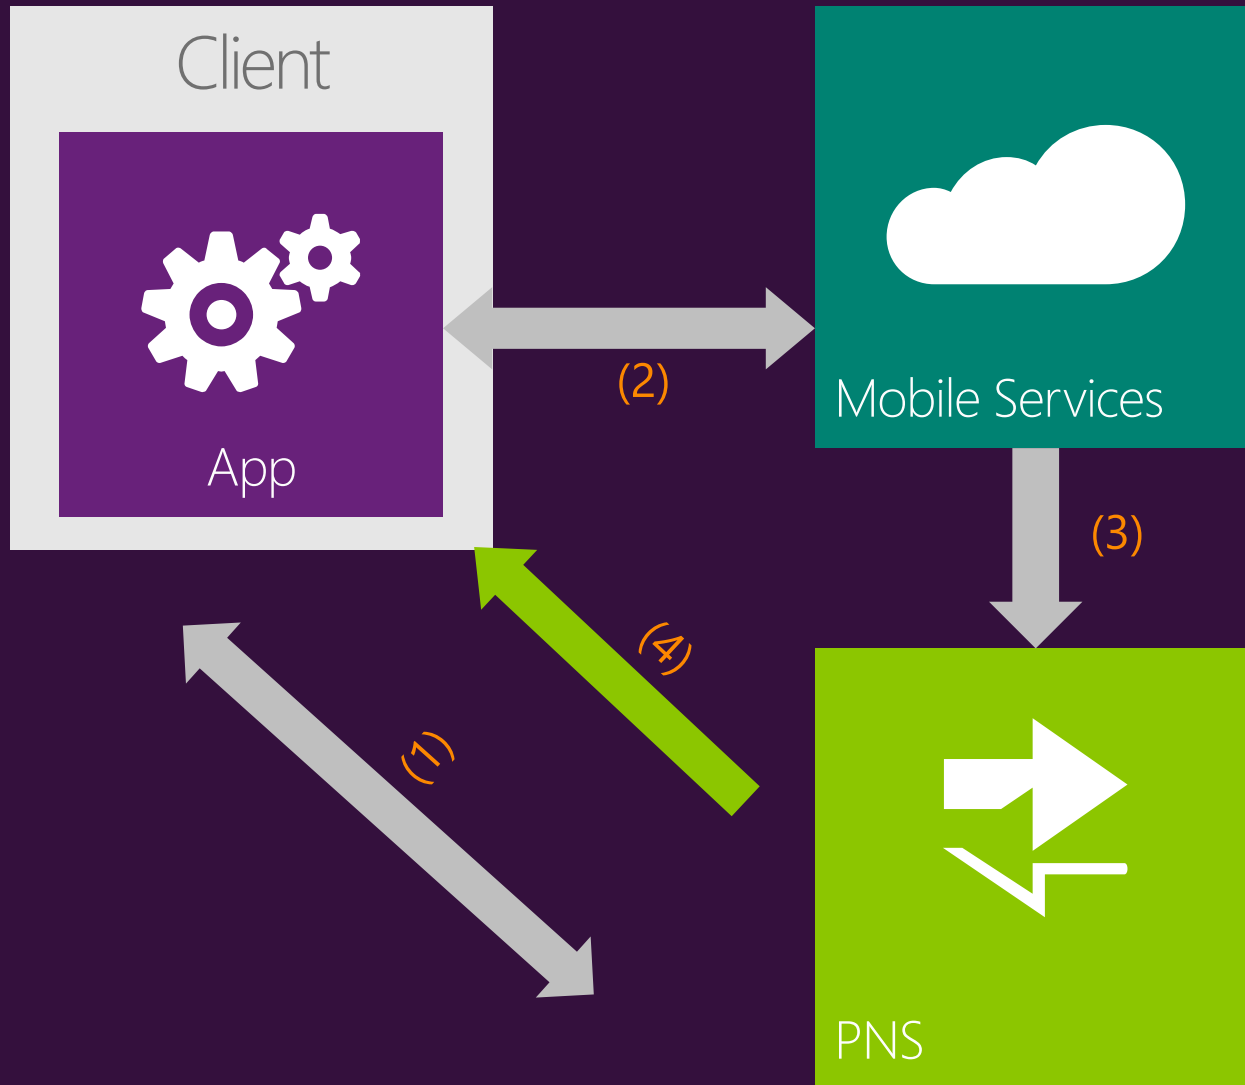 Client
App
(2)
Mobile Services
(3)
(4)
(1)
PNS